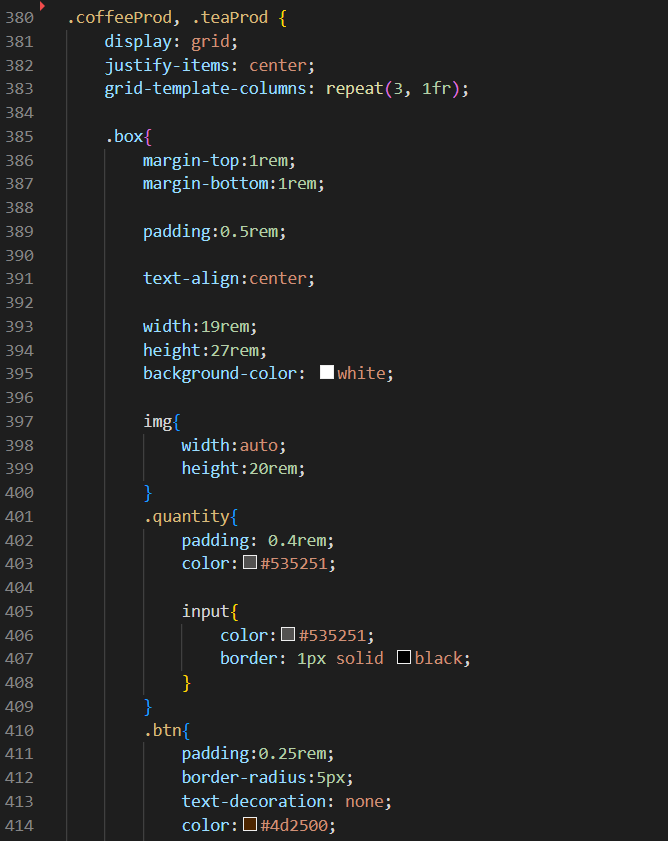 380 .coffeeProd, .teaProd {
381 display: grid;
382 justify-items: center;
383 grid-template-columns: repeat(3, 1fr);
384
385 .box{
386 margin-top:1rem;
387 margin-bottom:1rem;
388
389 padding:0.5rem;
390
391 text-align:center;
392
393 width:19rem;
394 height:27rem;
395 background-color: white;
396
397 img{
398 width:auto;
399 height:20rem;
400 }
401 .quantity{
402 padding: 0.4rem;
403 color:#535251;
404
405 input{
406 color:#535251;
407 border: 1px solid black;
408 }
409 }
410 .btn{
411 padding:0.25rem;
412 border-radius:5px;
413 text-decoration: none;
414 color:#4d2500;